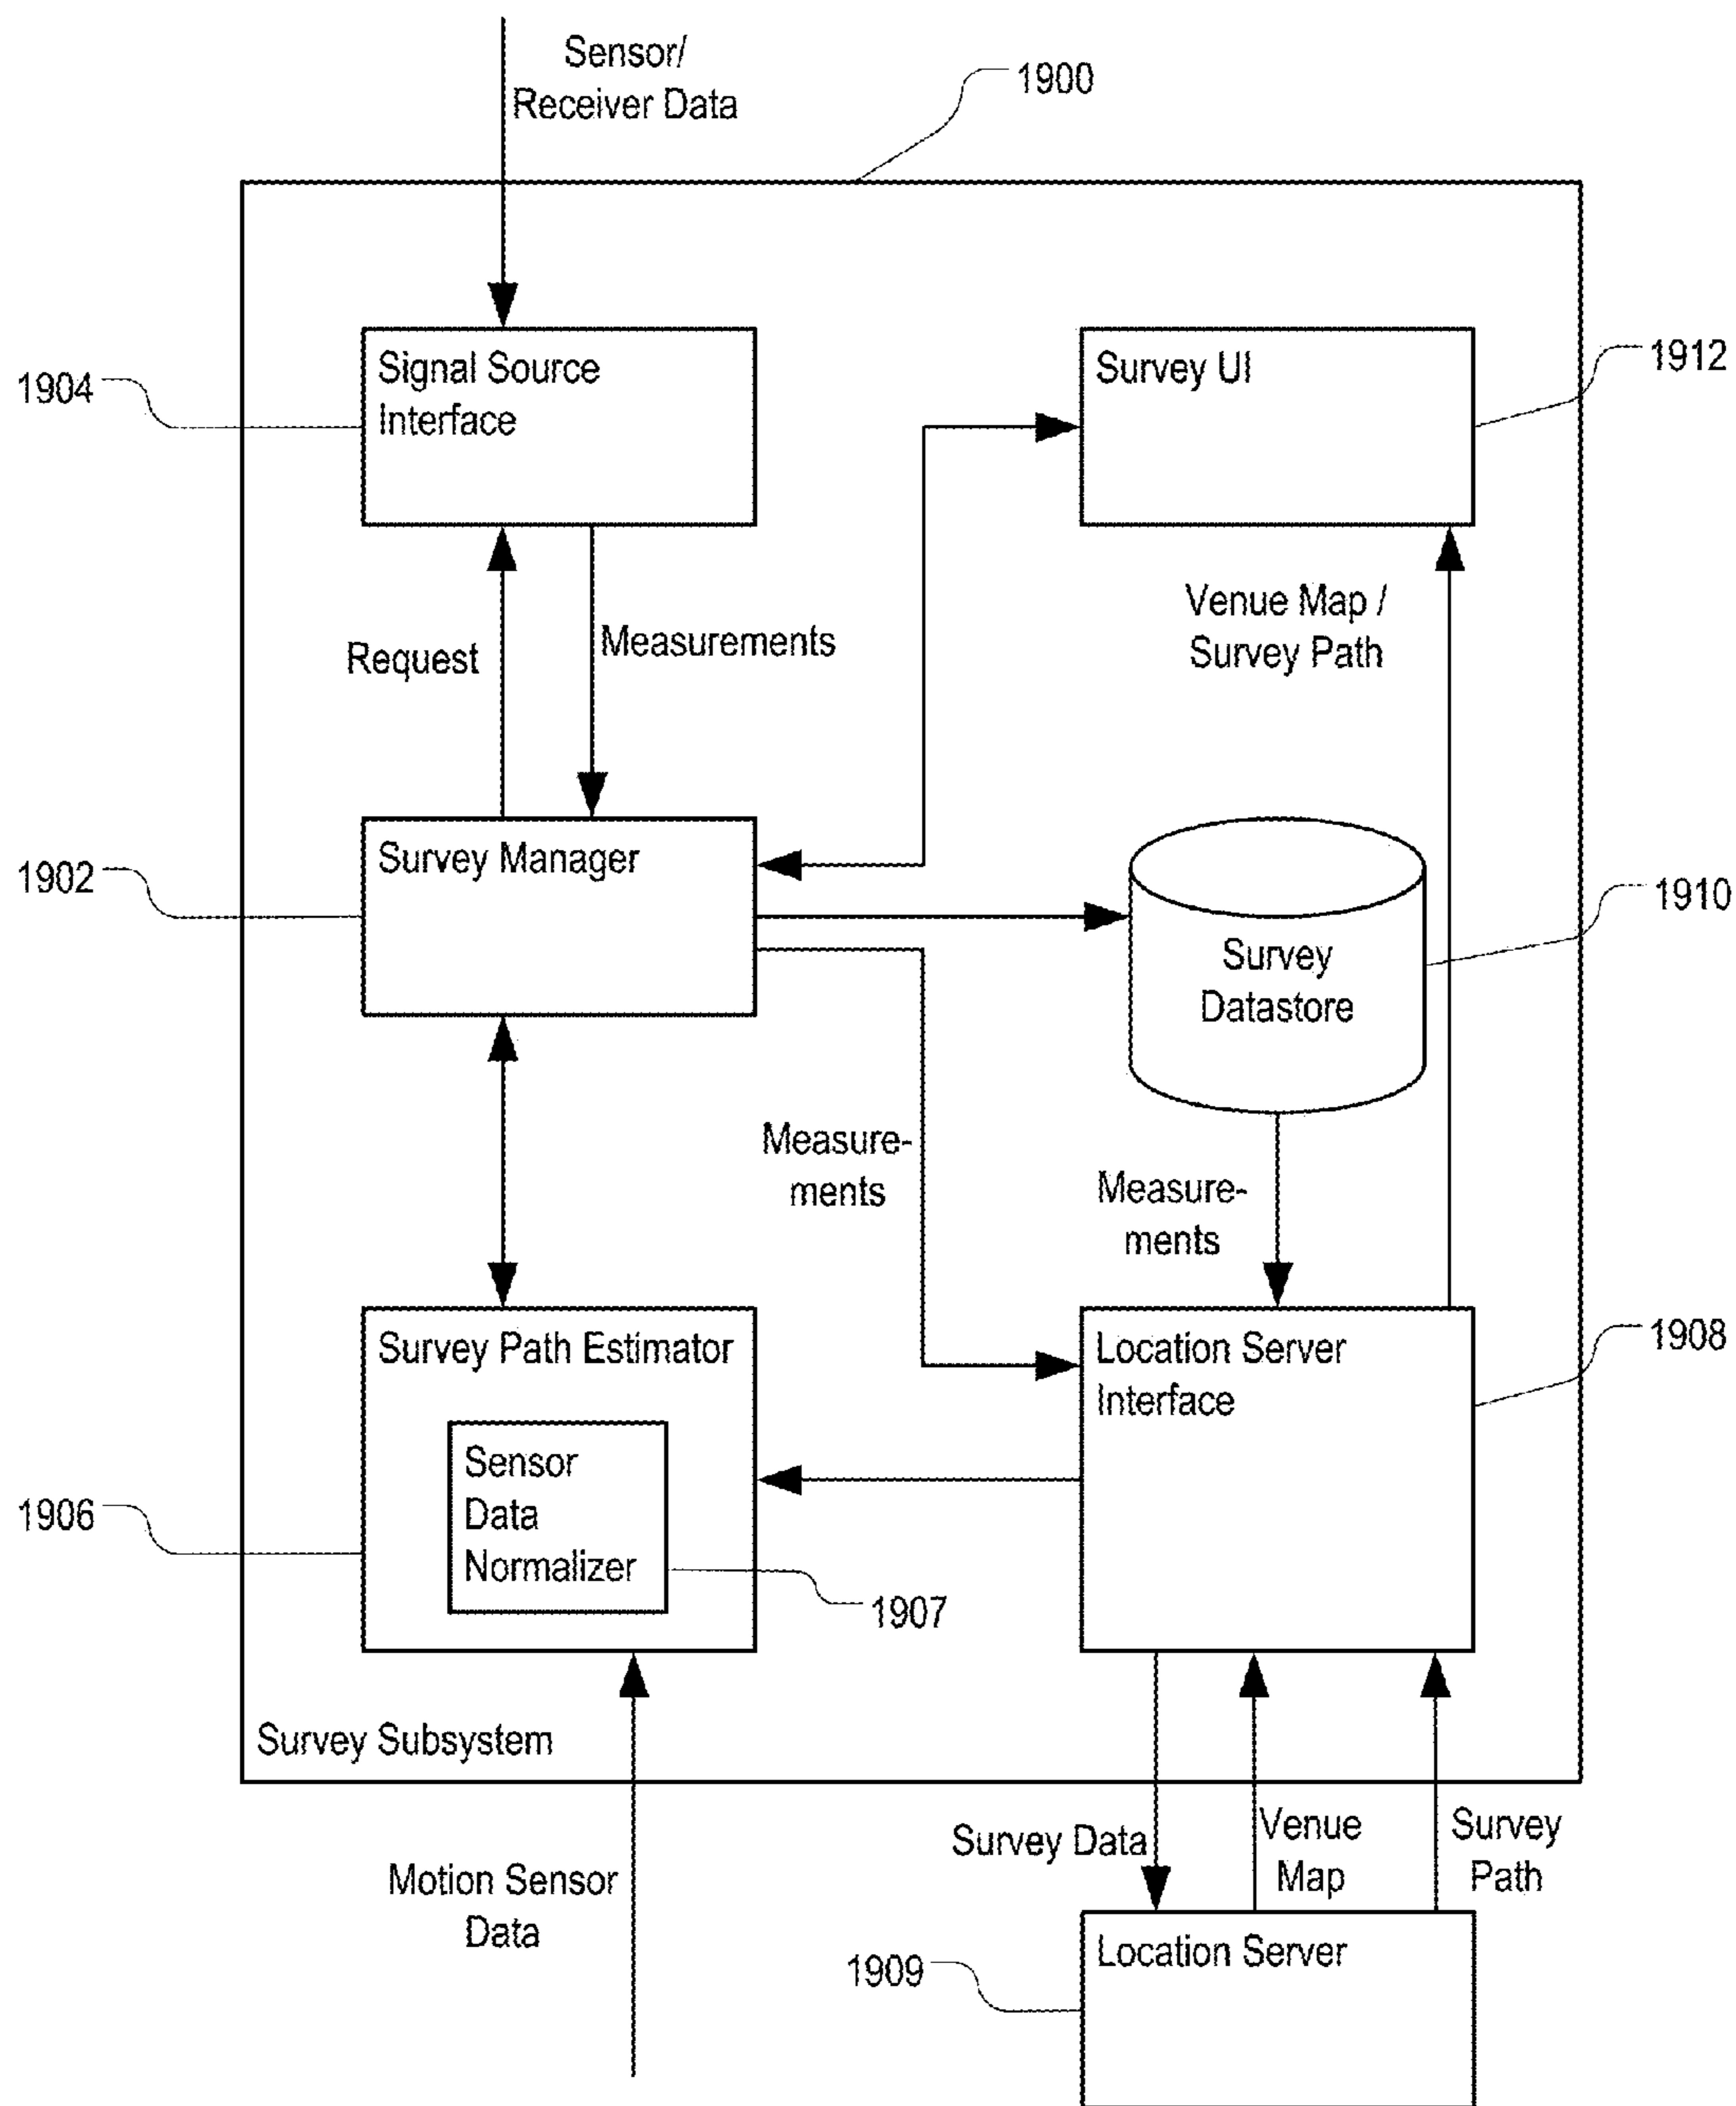 Sensor/
Receiver Data
1900
Signal Source
Interface
1904
Survey UI
1912
Request
Measurements
Venue Map /
Survey Path
Survey Manager
1902
Survey
Datastore
1910
Measure-
ments
Measure-
ments
Survey Path Estimator
Sensor
Data
Normalizer
1906
1907
Location Server
Interface
1908
Survey Subsystem
Motion Sensor
Data
Survey Data
Venue
Map
Survey
Path
Location Server
1909